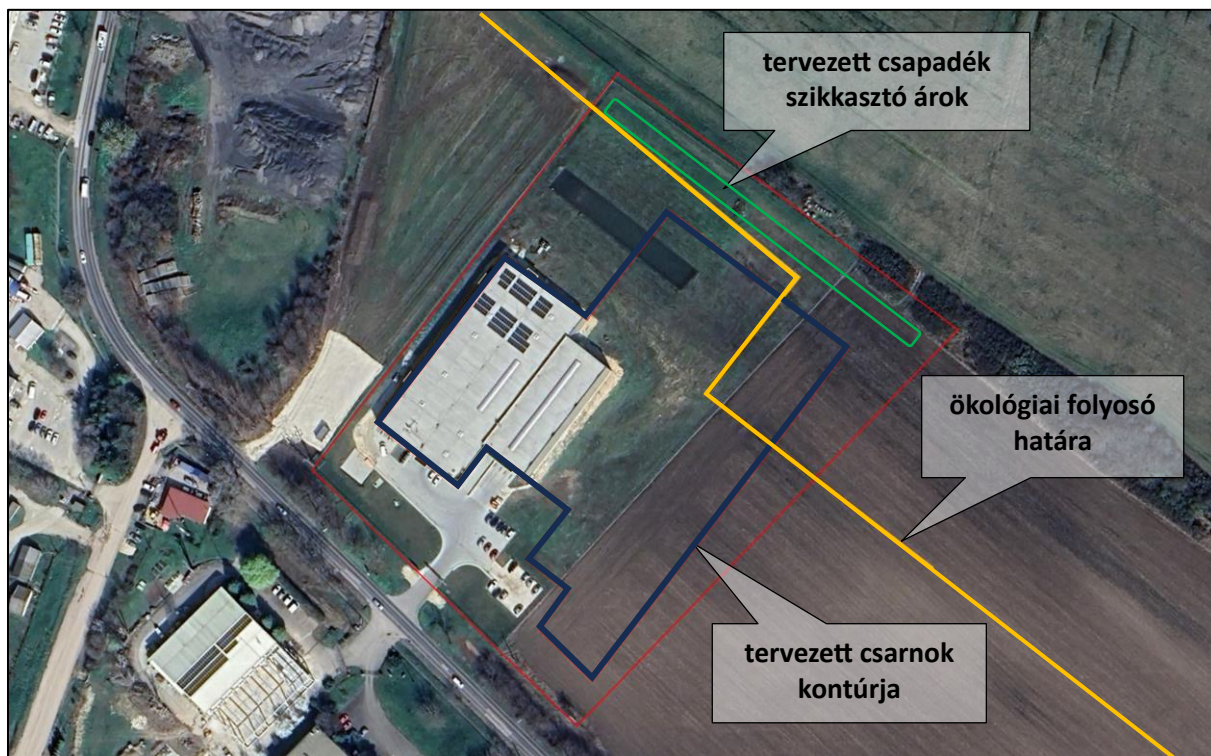 tervezett csapadék
szikkasztó árok
ökológiai folyosó
határa
tervezett csarnok
kontúrja